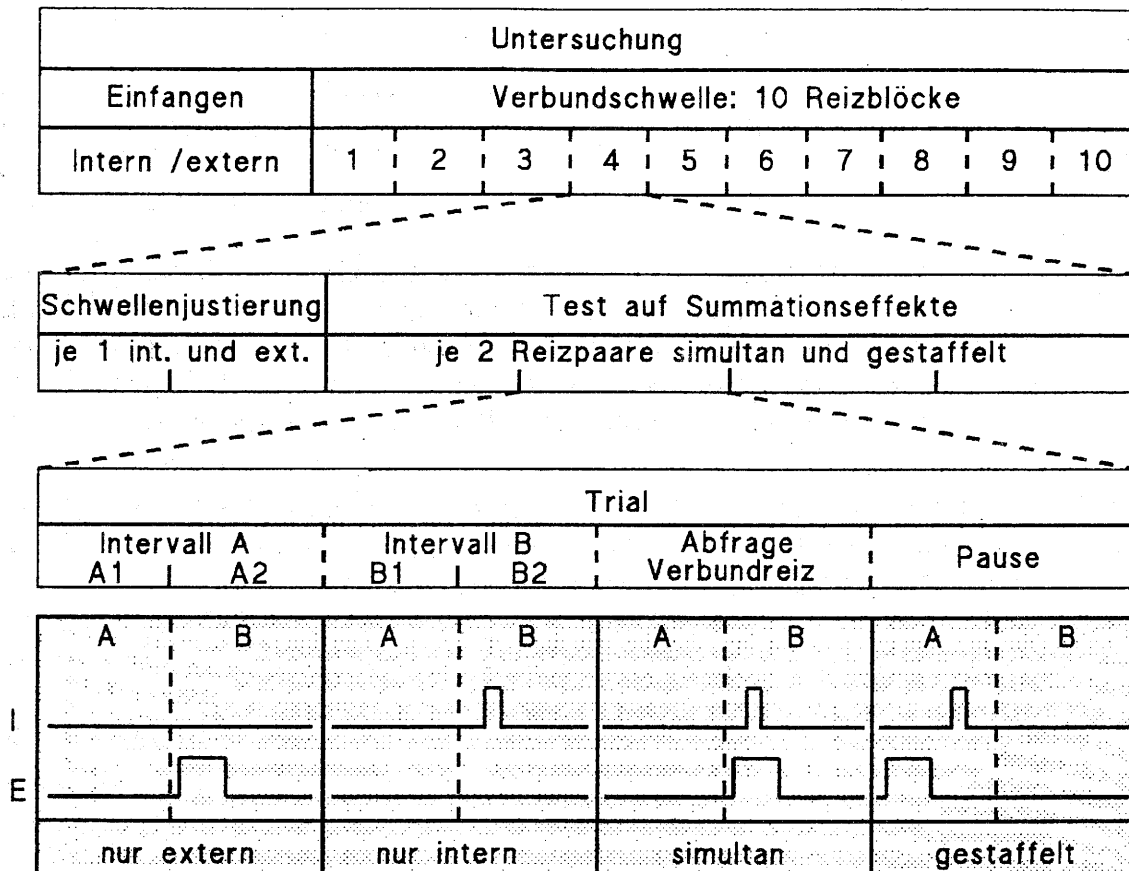 Untersuchung
Einfangen Verbundschwelle: 10 Reizblöcke
Intern /extern 1 2 3 4 5 6 7 8 9 10
Schwellenjustierung Test auf Summationseffekte
je 1 int. und ext. je 2 Reizpaare simultan und gestaffelt
Trial
Intervall A Intervall B Abfrage Pause
A1 A2 B1 B2 Verbundreiz
A B A B A B A B
I
E
nur extern nur intern simultan gestaffelt